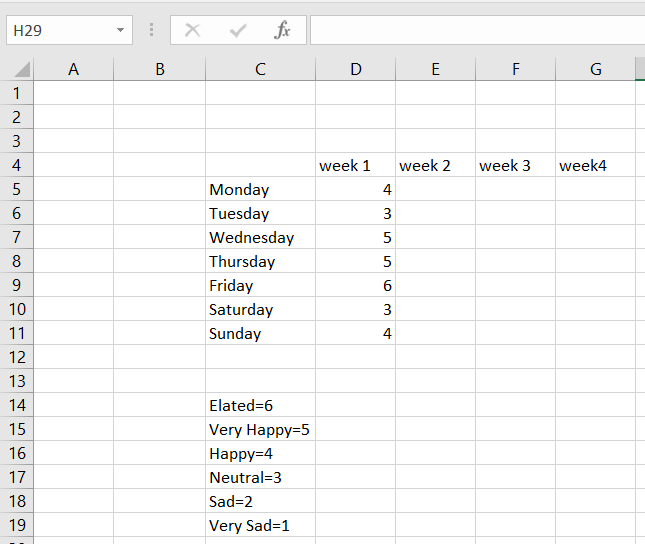 H29 fx
A B C D E F G
1
2
3
4 week 1 week 2 week 3 week4
5 Monday 4
6 Tuesday 3
7 Wednesday 5
8 Thursday 5
9 Friday 6
10 Saturday 3
11 Sunday 4
12
13
14 Elated=6
15 Very Happy=5
16 Happy=4
17 Neutral=3
18 Sad=2
19 Very Sad=1